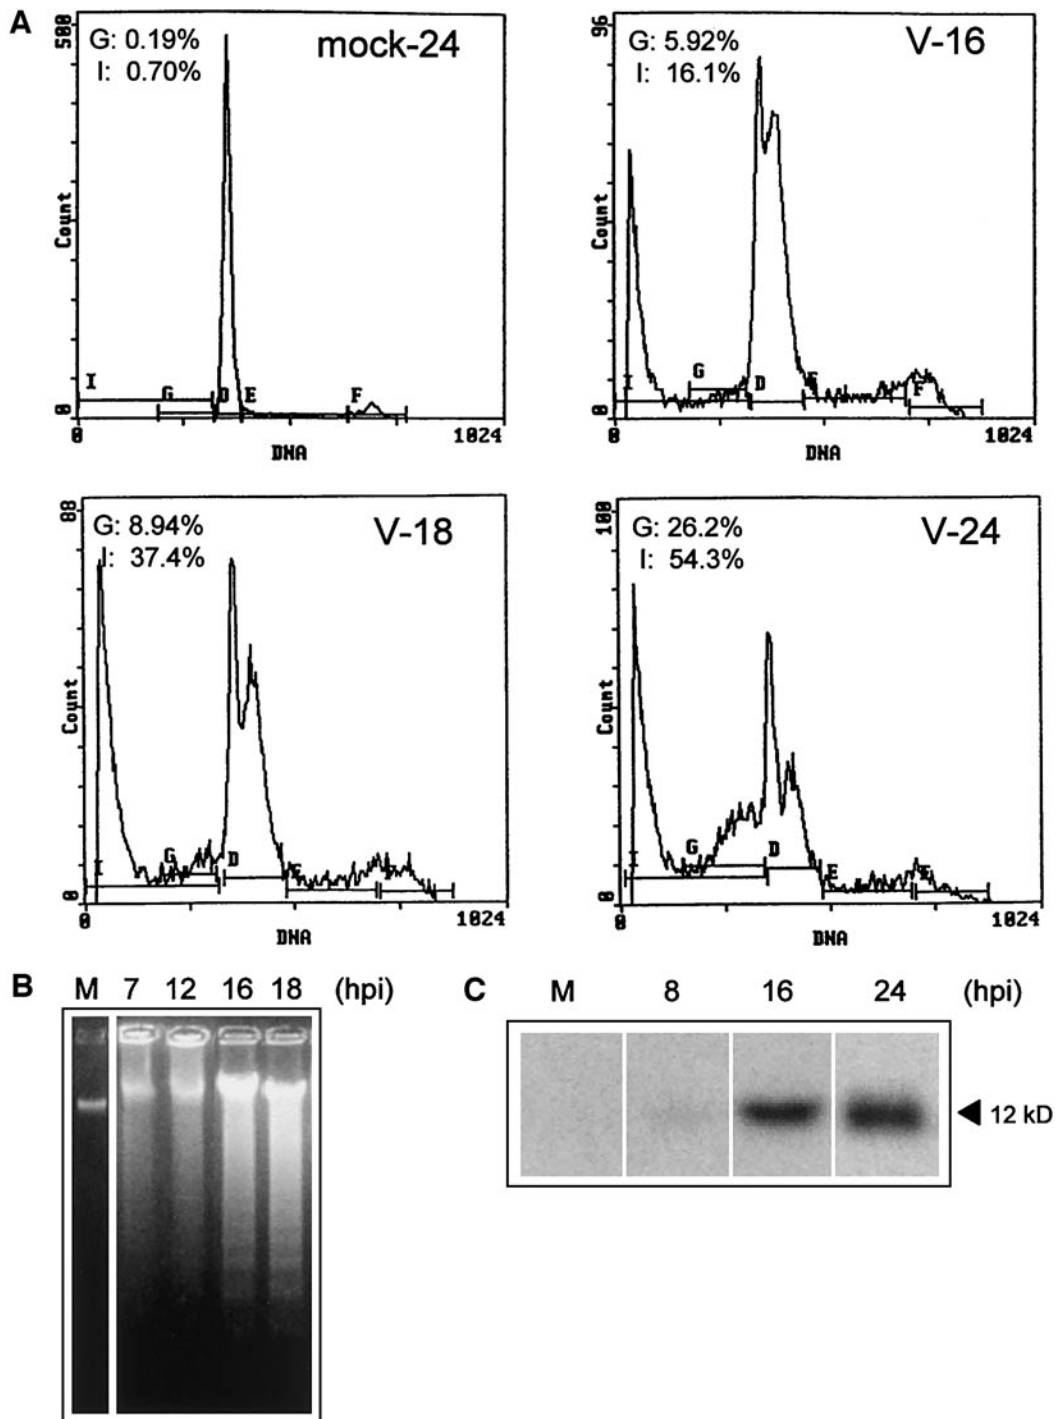 A
500
G: 0.19%
I: 0.70%
mock-24
Count
I
G
D
E
F
0
0
DNA
1024
96
G: 5.92%
I: 16.1%
V-16
Count
I
G
D
E
F
0
0
DNA
1024
88
G: 8.94%
I: 37.4%
V-18
Count
I
G
D
E
0
0
DNA
1024
100
G: 26.2%
I: 54.3%
V-24
Count
I
G
D
E
F
0
0
DNA
1024
B
M 7 12 16 18 (hpi)
C
M 8 16 24 (hpi)
12 kD